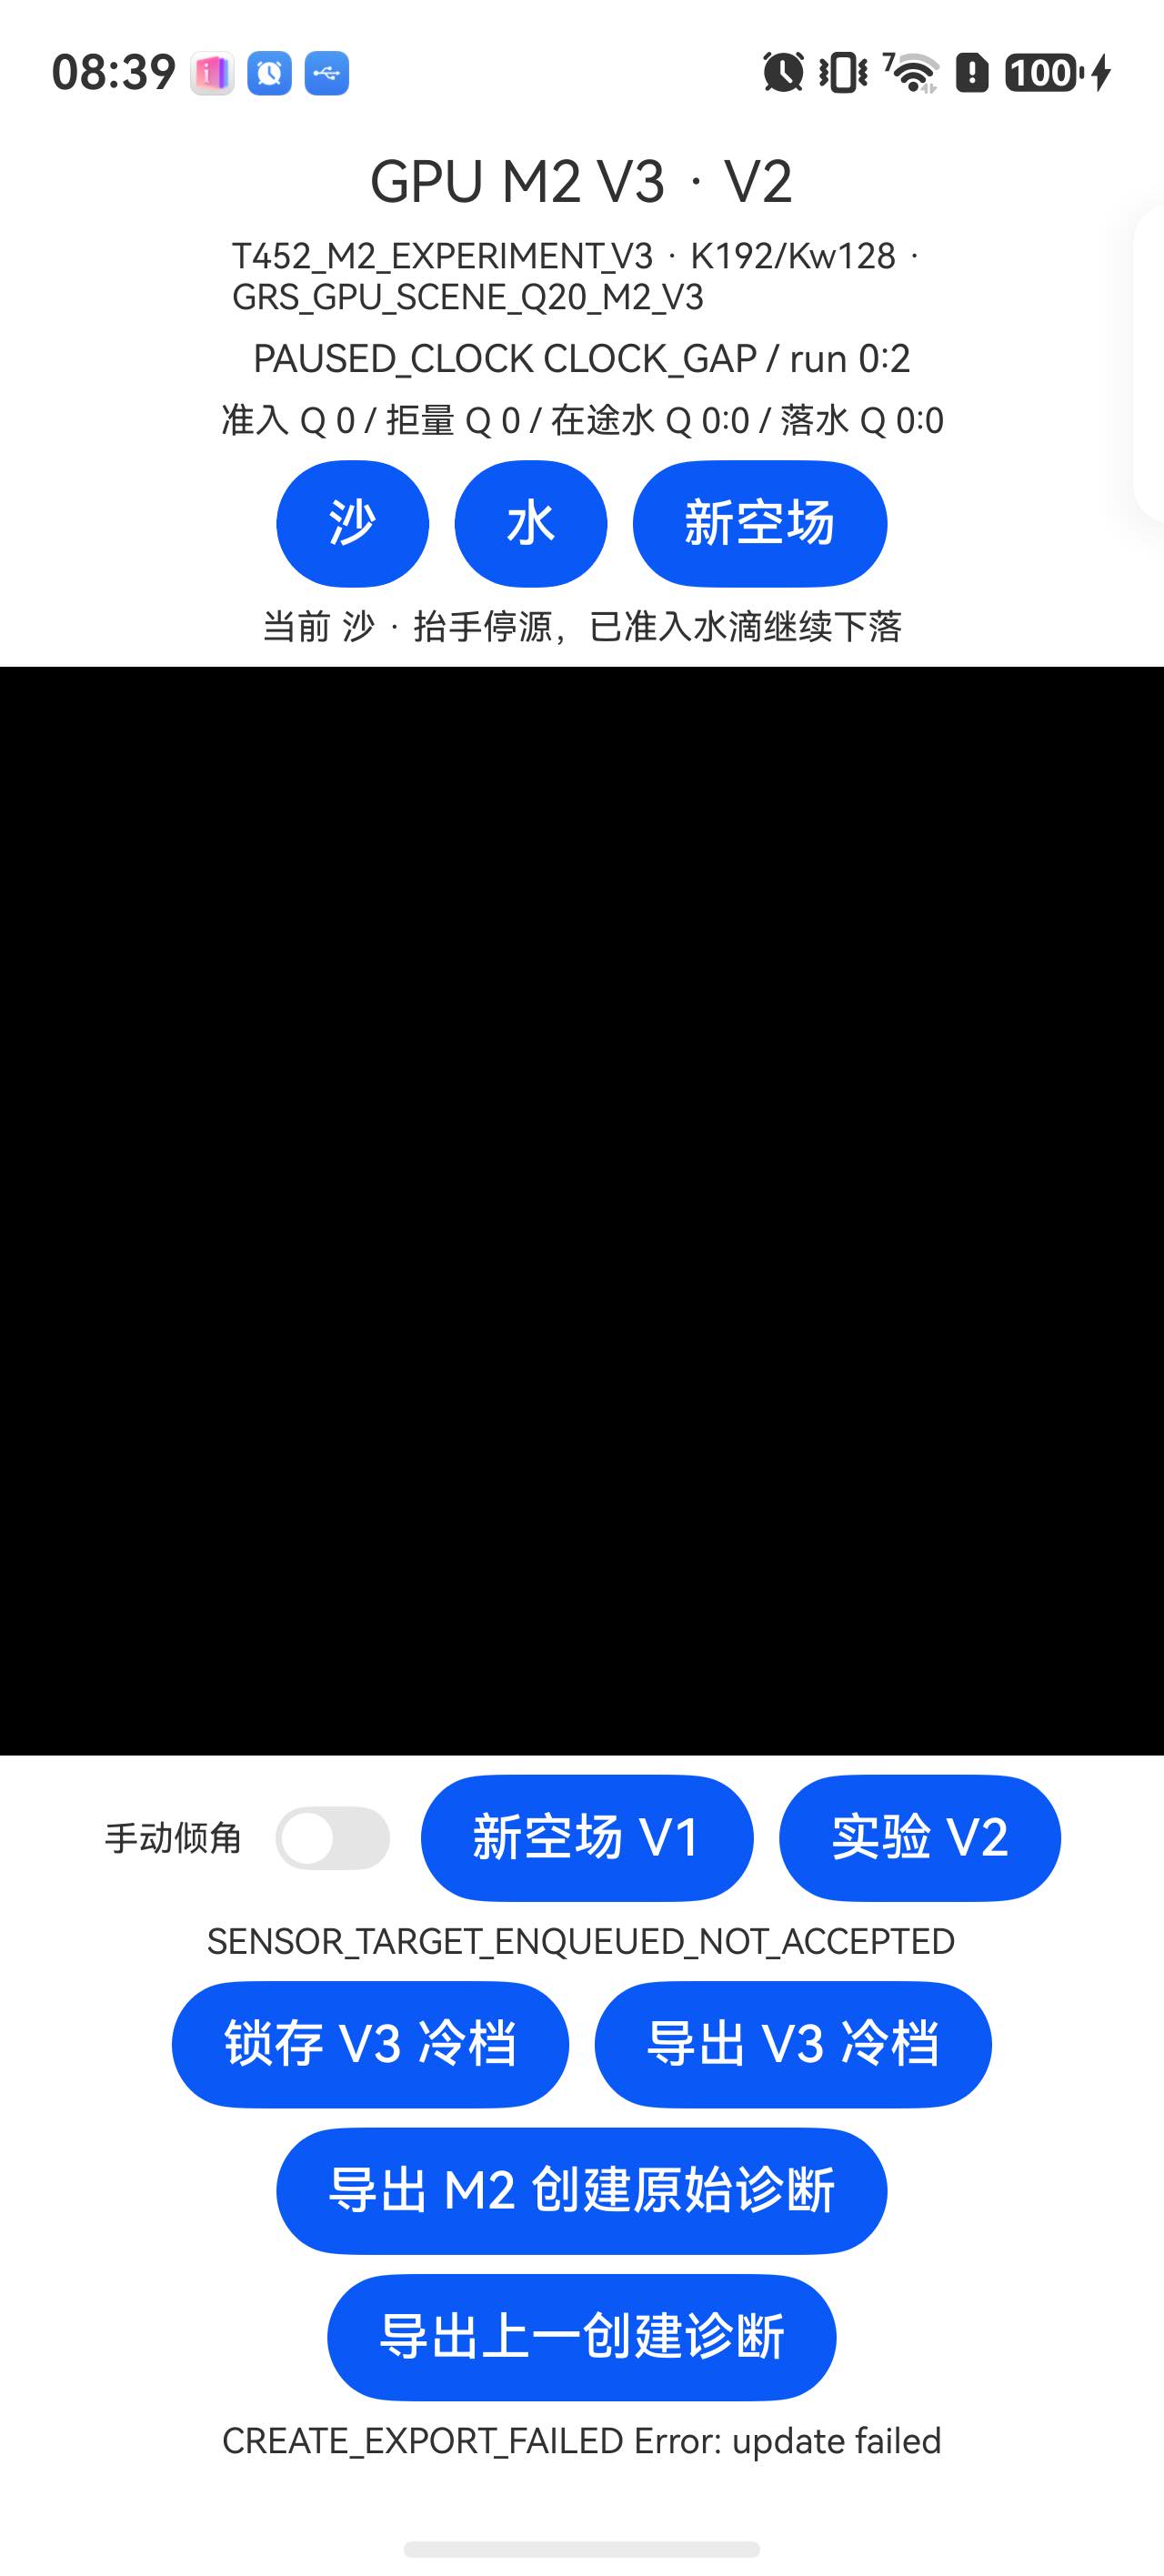 08:39
7
100
GPU M2 V3 · V2
T452_M2_EXPERIMENT_V3 · K192/Kw128 ·
GRS_GPU_SCENE_Q20_M2_V3
PAUSED_CLOCK CLOCK_GAP / run 0:2
准入 Q 0 / 拒量 Q 0 / 在途水 Q 0:0 / 落水 Q 0:0
沙 水 新空场
当前 沙 · 抬手停源，已准入水滴继续下落
手动倾角 新空场 V1 实验 V2
SENSOR_TARGET_ENQUEUED_NOT_ACCEPTED
锁存 V3 冷档 导出 V3 冷档
导出 M2 创建原始诊断
导出上一创建诊断
CREATE_EXPORT_FAILED Error: update failed